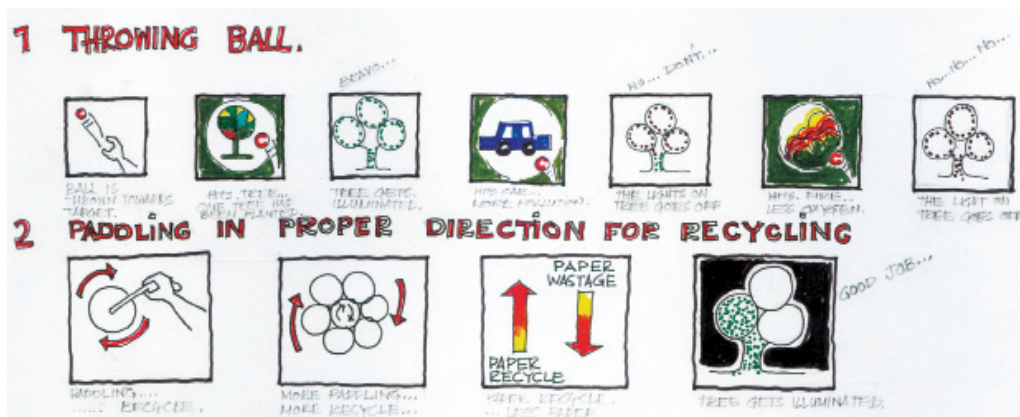 1 THROWING BALL.
BRAVO...
NO... DON'T...
NO... NO... NO...
BALL IS
THROWN TOWARDS
TARGET.
HITS TREE...
ONE TREE HAS
BEEN PLANTED.
TREE GETS
ILLUMINATED.
HITS CAR...
MORE POLLUTION.
THE LIGHTS ON
TREE GOES OFF
HITS FIRE...
LESS OXYGEN.
THE LIGHT ON
TREE GOES OFF
2 PADDLING IN PROPER DIRECTION FOR RECYCLING
PAPER
WASTAGE
PAPER
RECYCLE
GOOD JOB...
PADDLING...
...... RECYCLE.
MORE PADDLING...
MORE RECYCLE...
PAPER RECYCLE.
... LESS PAPER
TREE GETS ILLUMINATED